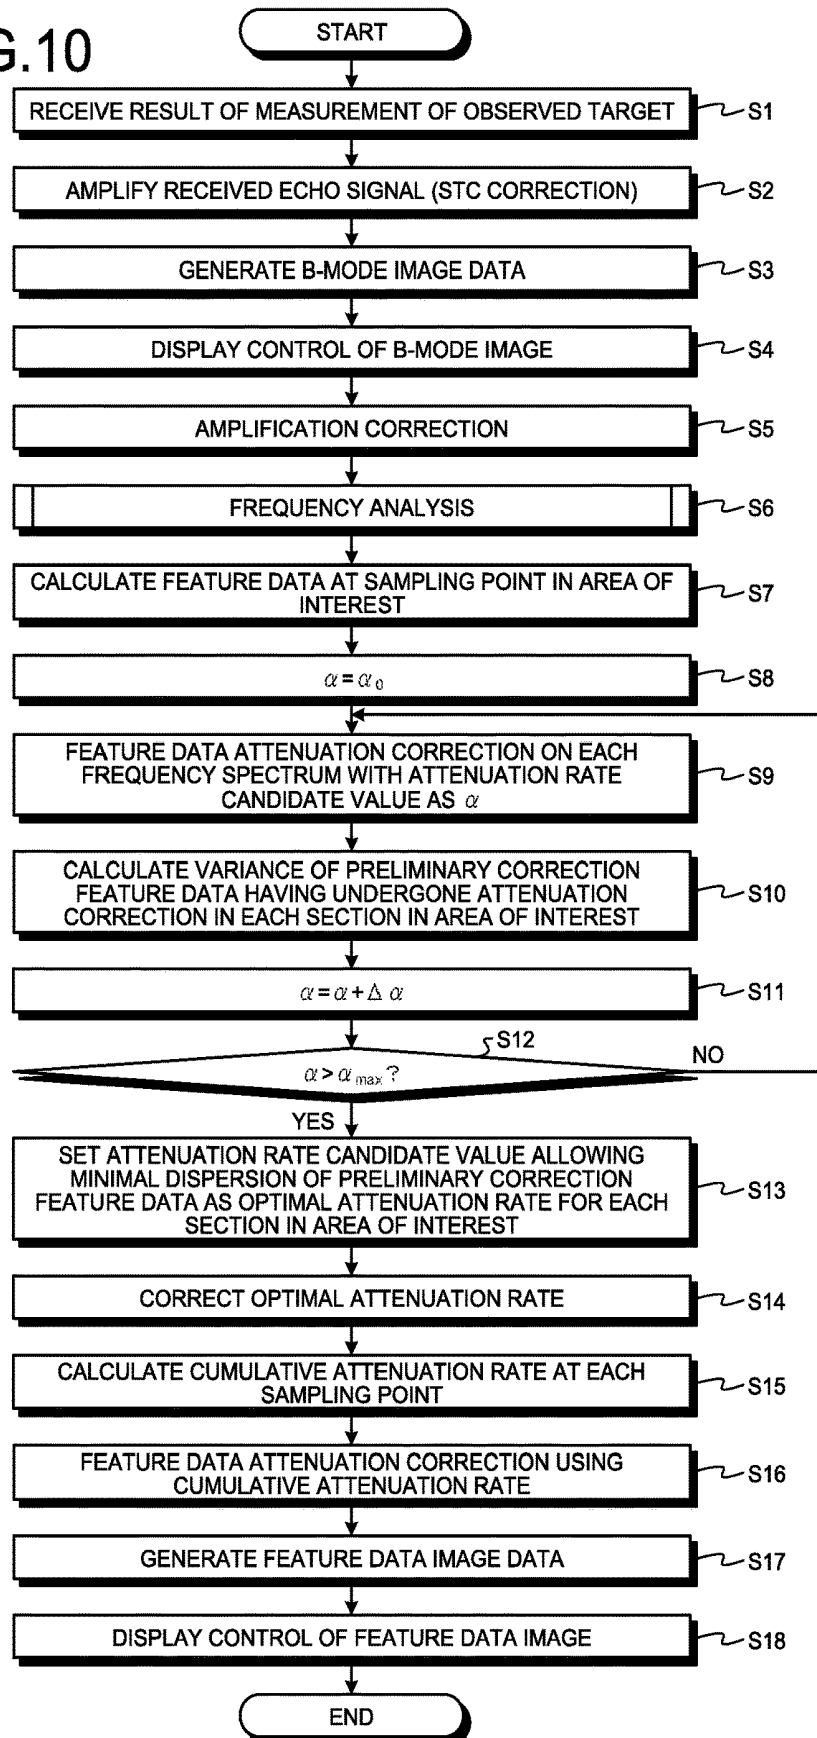 G.10
START
RECEIVE RESULT OF MEASUREMENT OF OBSERVED TARGET
S1
AMPLIFY RECEIVED ECHO SIGNAL (STC CORRECTION)
S2
GENERATE B-MODE IMAGE DATA
S3
DISPLAY CONTROL OF B-MODE IMAGE
S4
AMPLIFICATION CORRECTION
S5
FREQUENCY ANALYSIS
S6
CALCULATE FEATURE DATA AT SAMPLING POINT IN AREA OF
INTEREST
S7
α = α₀
S8
FEATURE DATA ATTENUATION CORRECTION ON EACH
FREQUENCY SPECTRUM WITH ATTENUATION RATE
CANDIDATE VALUE AS α
S9
CALCULATE VARIANCE OF PRELIMINARY CORRECTION
FEATURE DATA HAVING UNDERGONE ATTENUATION
CORRECTION IN EACH SECTION IN AREA OF INTEREST
S10
α = α + Δ α
S11
S12
α > α max ?
NO
YES
SET ATTENUATION RATE CANDIDATE VALUE ALLOWING
MINIMAL DISPERSION OF PRELIMINARY CORRECTION
FEATURE DATA AS OPTIMAL ATTENUATION RATE FOR EACH
SECTION IN AREA OF INTEREST
S13
CORRECT OPTIMAL ATTENUATION RATE
S14
CALCULATE CUMULATIVE ATTENUATION RATE AT EACH
SAMPLING POINT
S15
FEATURE DATA ATTENUATION CORRECTION USING
CUMULATIVE ATTENUATION RATE
S16
GENERATE FEATURE DATA IMAGE DATA
S17
DISPLAY CONTROL OF FEATURE DATA IMAGE
S18
END